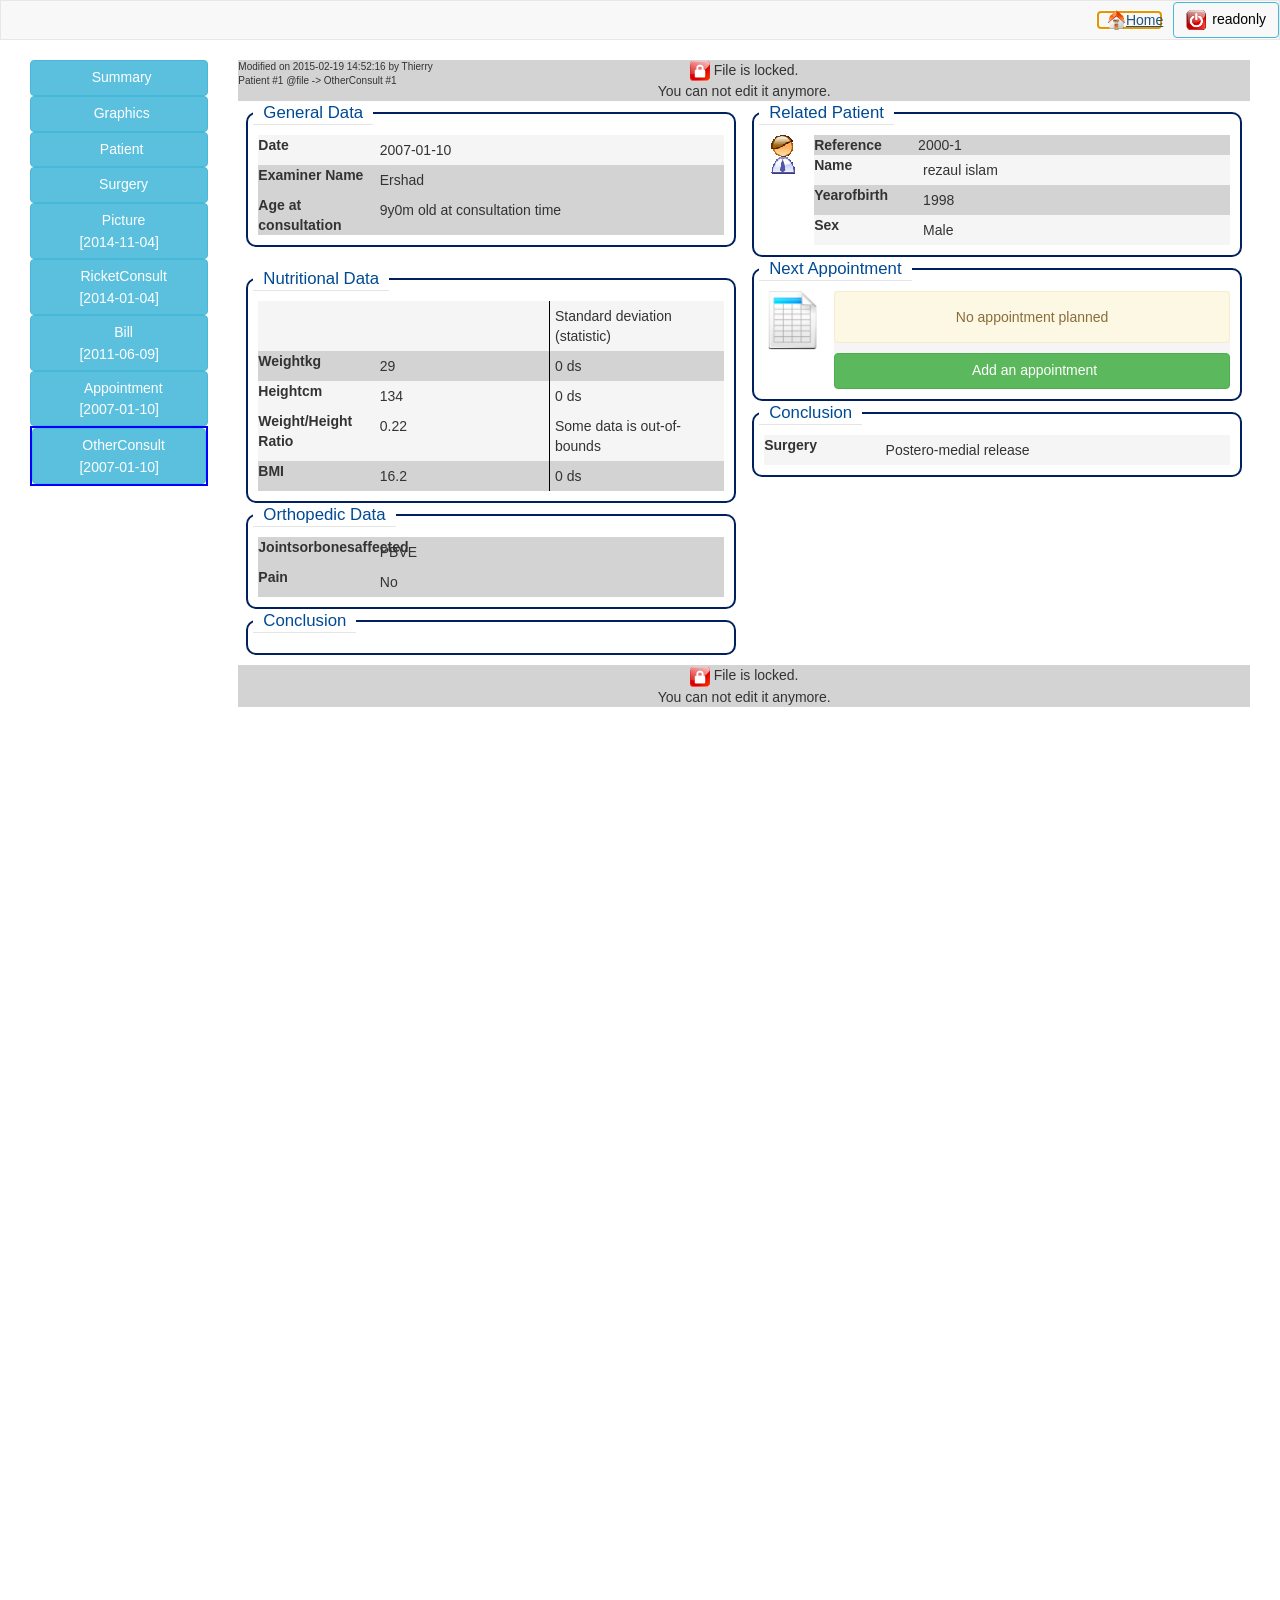 Home
readonly
Summary
Graphics
Patient
Surgery
Picture
[2014-11-04]
RicketConsult
[2014-01-04]
Bill
[2011-06-09]
Appointment
[2007-01-10]
OtherConsult
[2007-01-10]
Modified on 2015-02-19 14:52:16 by Thierry
Patient #1 @file -> OtherConsult #1
File is locked.
You can not edit it anymore.
General Data
Date 2007-01-10
Examiner Name Ershad
Age at
consultation
9y0m old at consultation time
Nutritional Data
Standard deviation
(statistic)
Weightkg 29 0 ds
Heightcm 134 0 ds
Weight/Height
Ratio
0.22
Some data is out-of-
bounds
BMI 16.2 0 ds
Orthopedic Data
Jointsorbonesaffected PBVE
Pain No
Conclusion
Related Patient
Reference 2000-1
Name rezaul islam
Yearofbirth 1998
Sex Male
Next Appointment
No appointment planned
Add an appointment
Conclusion
Surgery Postero-medial release
File is locked.
You can not edit it anymore.